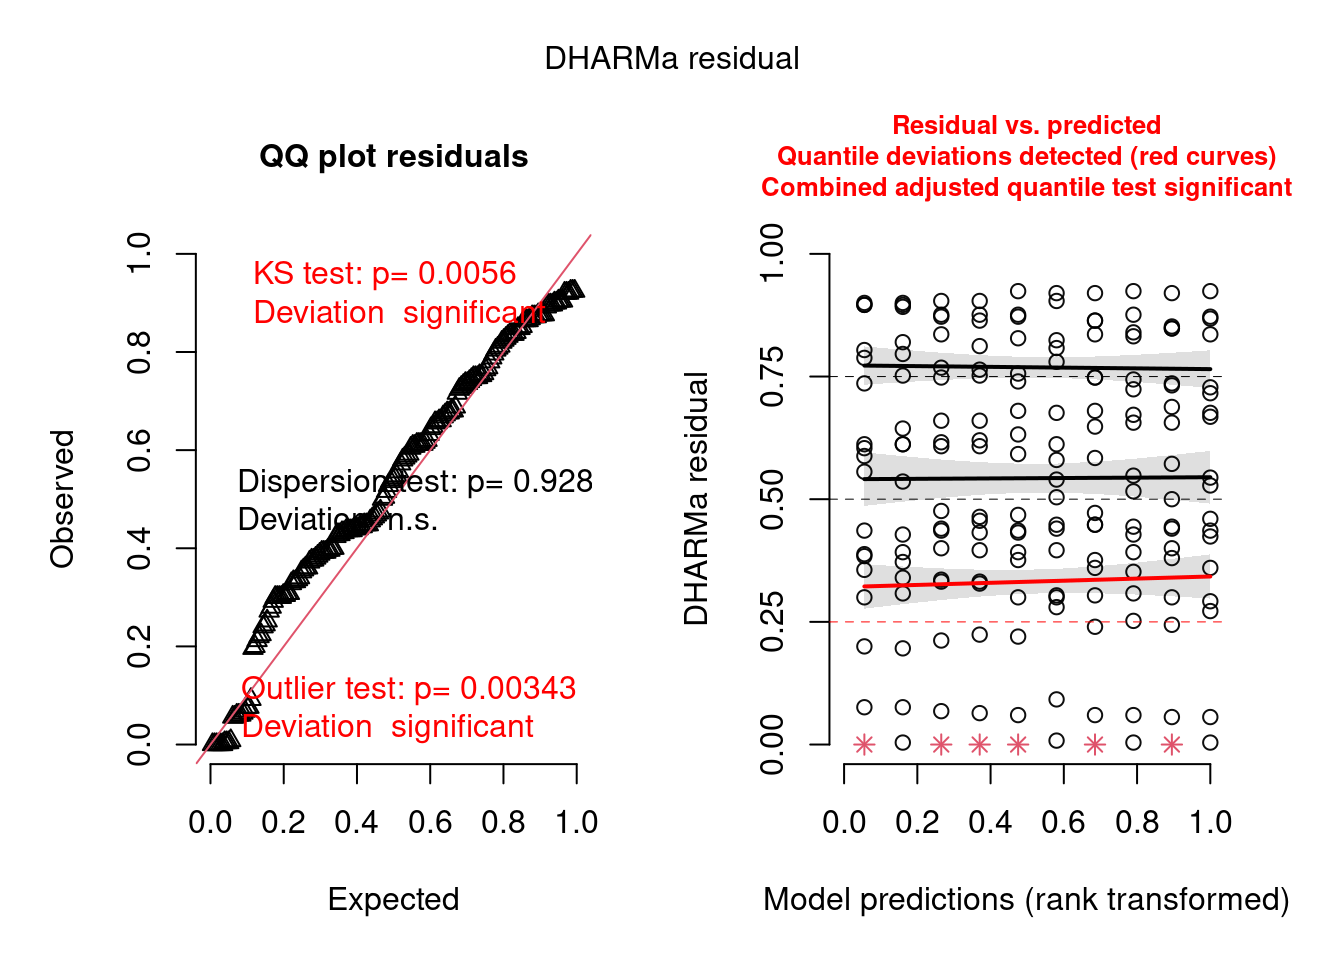 DHARMa residual
QQ plot residuals
KS test: p= 0.0056
Deviation  significant
Dispersion test: p= 0.928
Deviation  n.s.
Outlier test: p= 0.00343
Deviation  significant
Observed
0.0
0.2
0.4
0.6
0.8
1.0
0.0 0.2 0.4 0.6 0.8 1.0
Expected
Residual vs. predicted
Quantile deviations detected (red curves)
Combined adjusted quantile test significant
DHARMa residual
0.00
0.25
0.50
0.75
1.00
0.0 0.2 0.4 0.6 0.8 1.0
Model predictions (rank transformed)